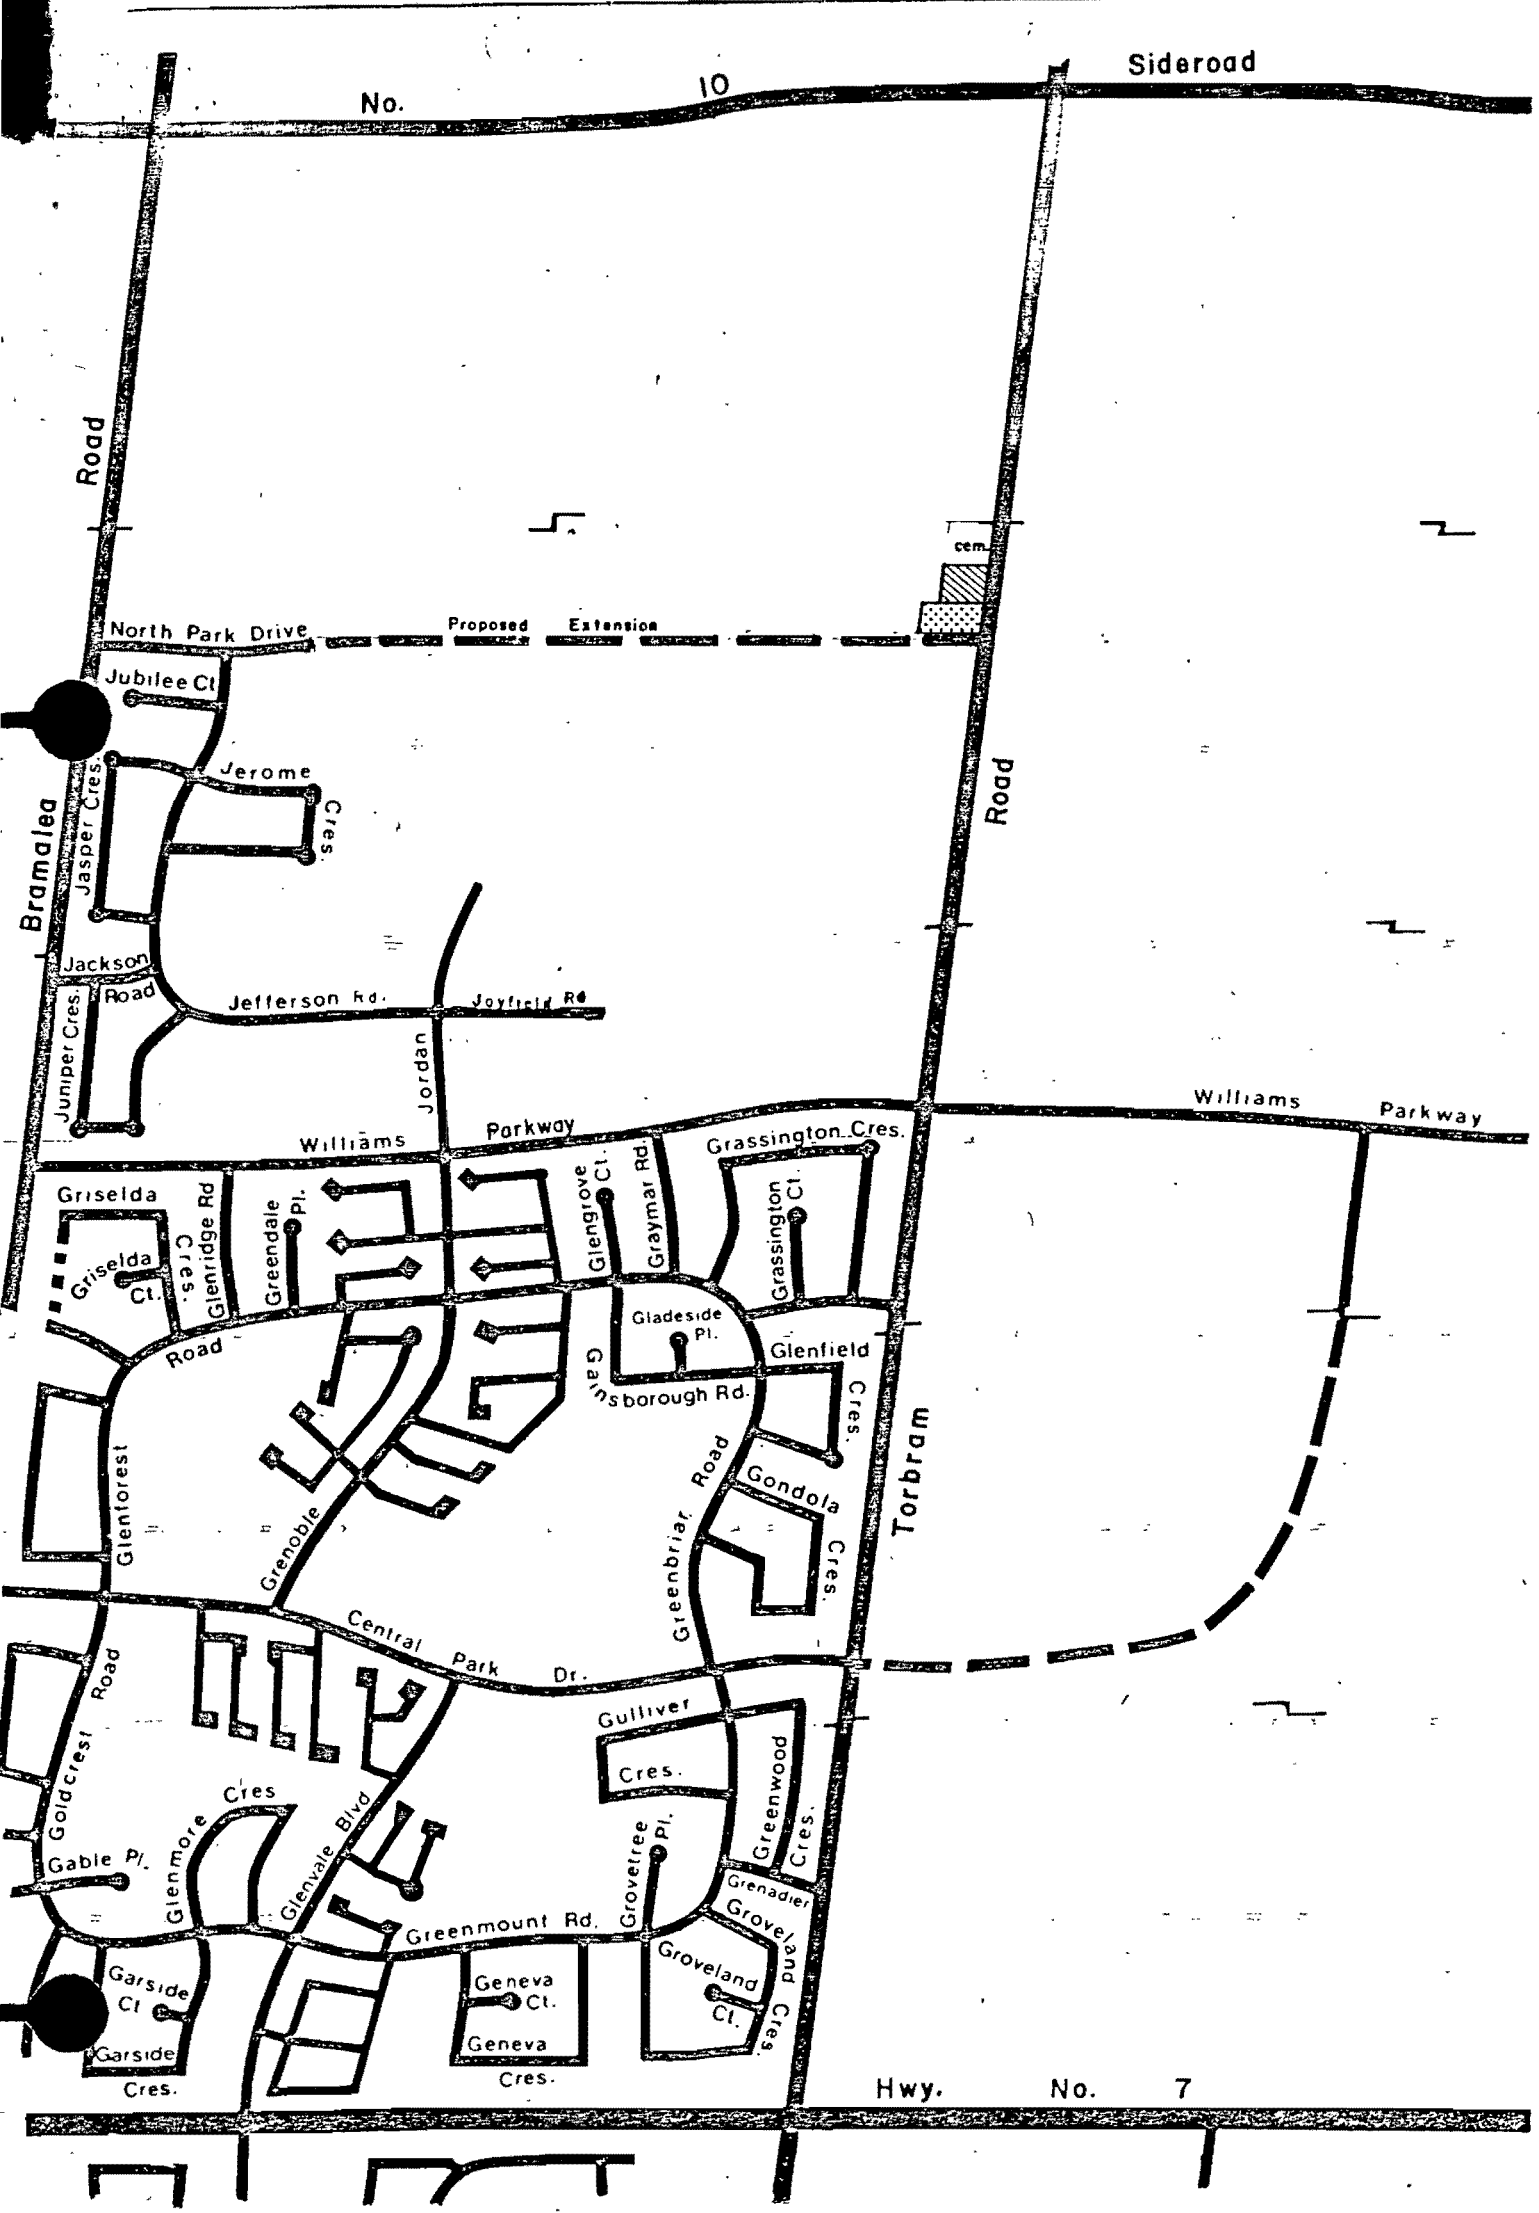 Sideroad
10
No.
Road
cem.
Proposed Extension
North Park Drive
Jubilee Ct
Jerome
Cres.
Jasper Cres.
Road
Bramalea
Jackson
Road
Jefferson Rd.
Joyfield Rd
Juniper Cres.
Jordan
Williams
Parkway
Williams
Parkway
Grassington Cres.
Griselda
Cres.
Griselda
Ct.
Glenridge Rd
Greendale
Pl.
Glengrove
Ct.
Graymar Rd.
Grassington
Ct.
Road
Gladeside
Pl.
Glenfield
Cres.
Gainsborough Rd.
Torbram
Glenforest
Grenoble
Greenbriar Road
Gondola
Cres.
Central Park Dr.
Goldcrest Road
Gulliver
Cres.
Greenwood
Cres.
Glenmore
Cres
Glenvale Blvd
Gable Pl.
Grovetree
Pl.
Grenadier
Greenmount Rd.
Groveland Cres.
Groveland
Ct.
Garside
Ct
Geneva
Ct.
Garside
Cres.
Geneva
Cres.
Hwy. No. 7